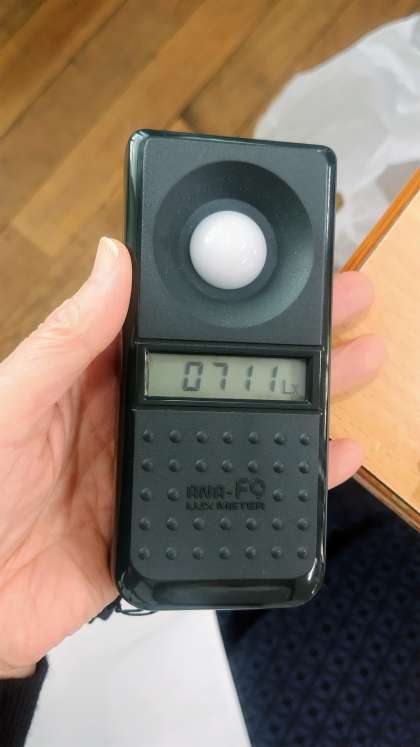 0711 Lx
ANA-F9
LUX METER